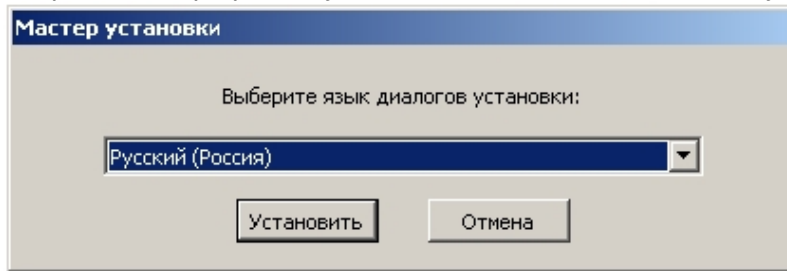 Мастер установки
Выберите язык диалогов установки:
Русский (Россия)
Установить
Отмена